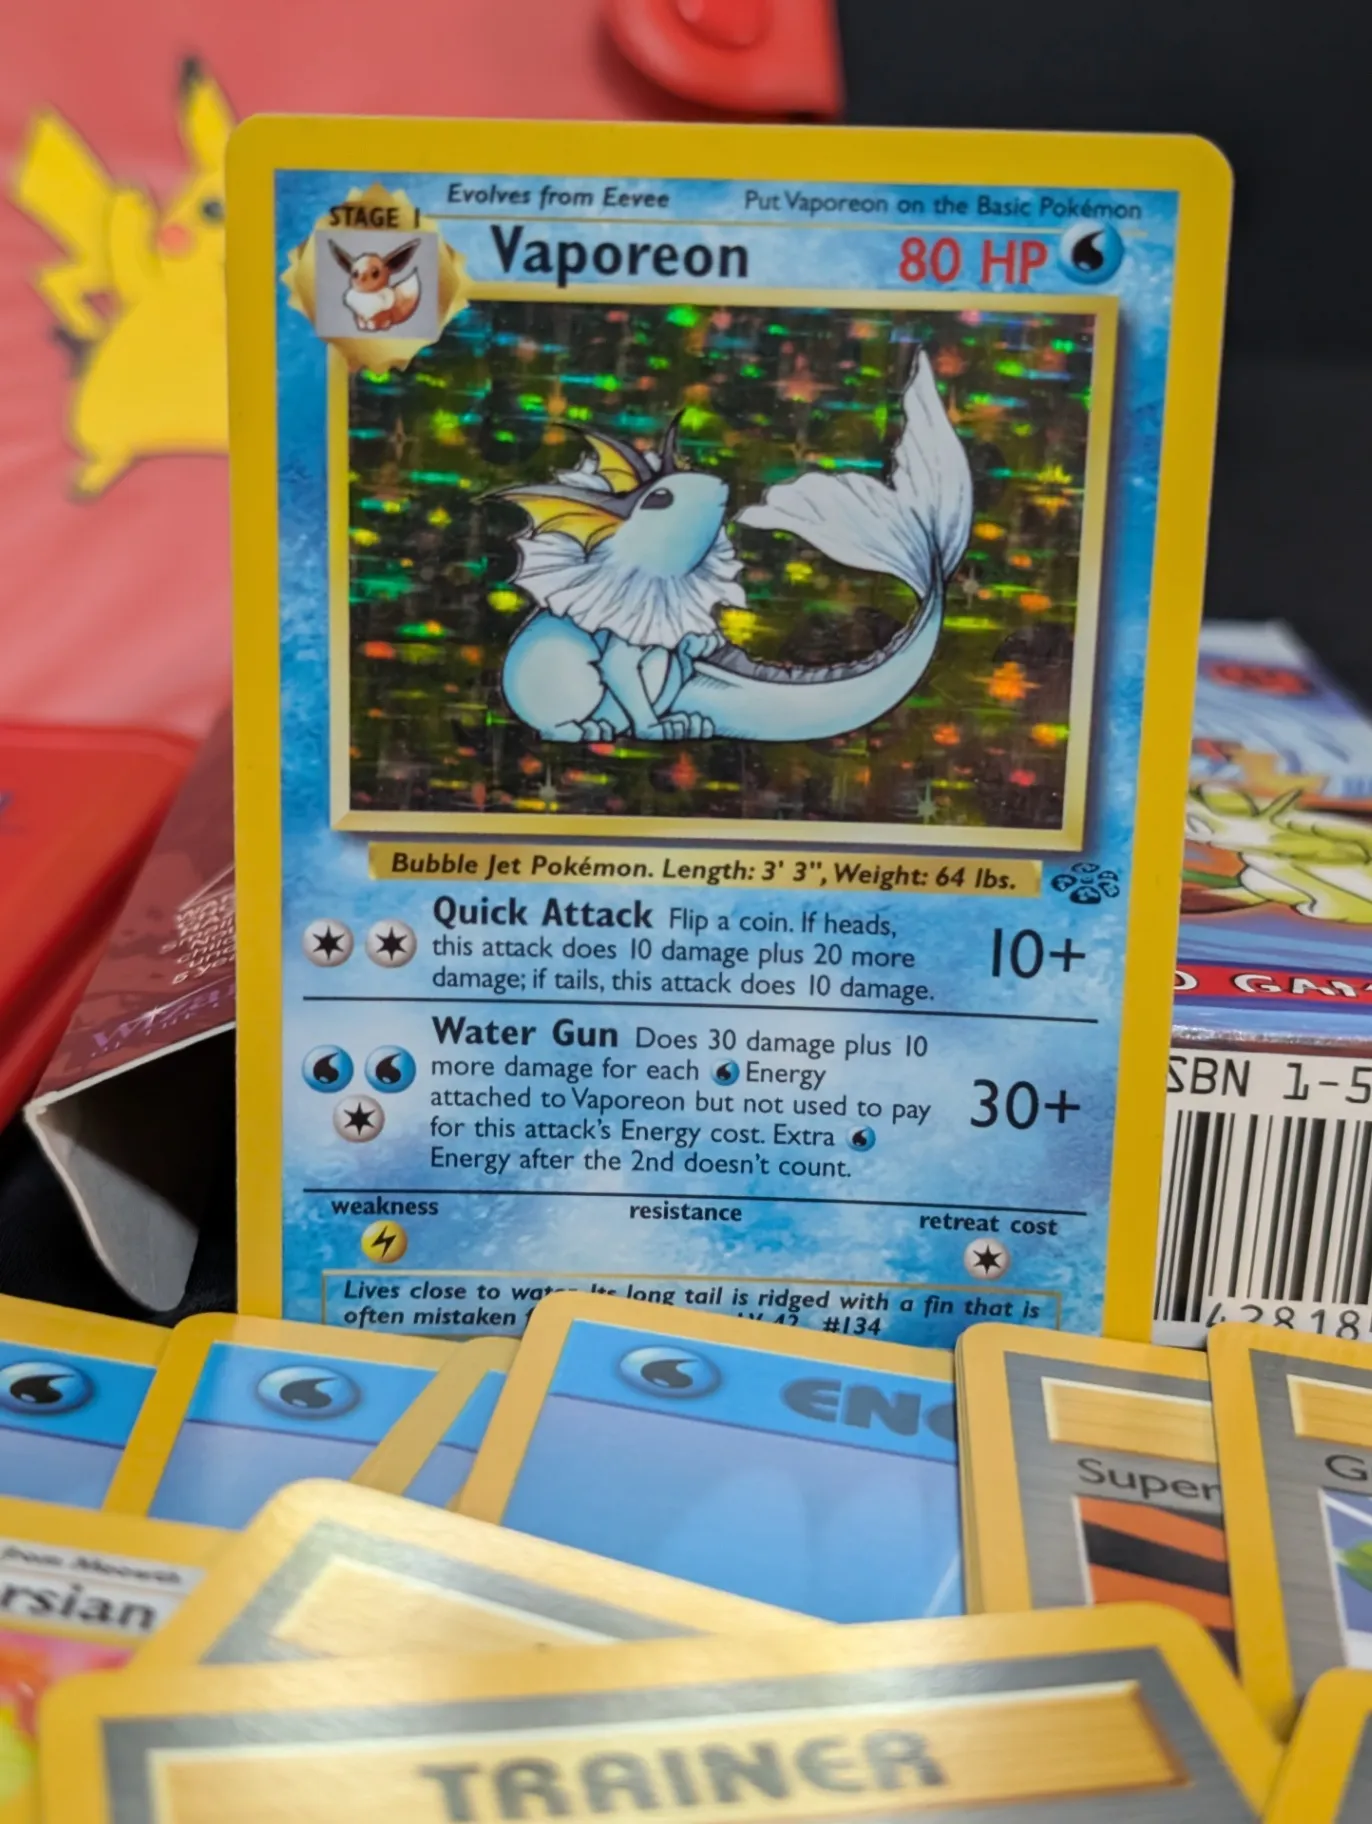 Evolves from Eevee
Put Vaporeon on the Basic Pokémon
STAGE 1
Vaporeon
80 HP
Bubble Jet Pokémon. Length: 3' 3", Weight: 64 lbs.
Quick Attack Flip a coin. If heads,
this attack does 10 damage plus 20 more
damage; if tails, this attack does 10 damage.
10+
Water Gun Does 30 damage plus 10
more damage for each Energy
attached to Vaporeon but not used to pay
for this attack's Energy cost. Extra
Energy after the 2nd doesn't count.
30+
weakness
resistance
retreat cost
Lives close to long tail is ridged with a fin that is
often mistaken #134
TRAINER